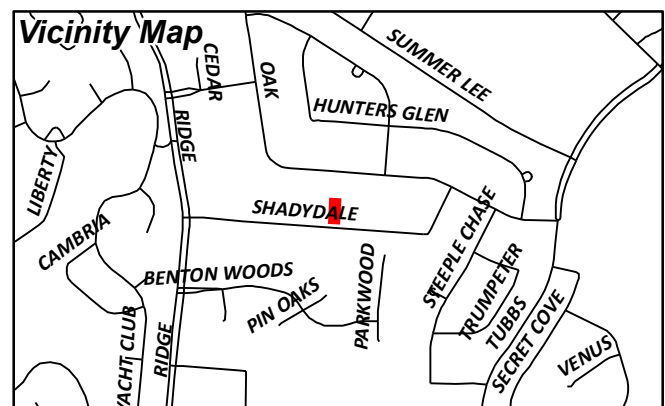 Vicinity Map
CEDAR
OAK
SUMMER LEE
RIDGE
HUNTERS GLEN
LIBERTY
SHADYDALE
STEEPLE CHASE
CAMBRIA
BENTON WOODS
PIN OAKS
PARKWOOD
TRUMPETER
TUBBS
SECRET COVE
YACHT CLUB
RIDGE
VENUS